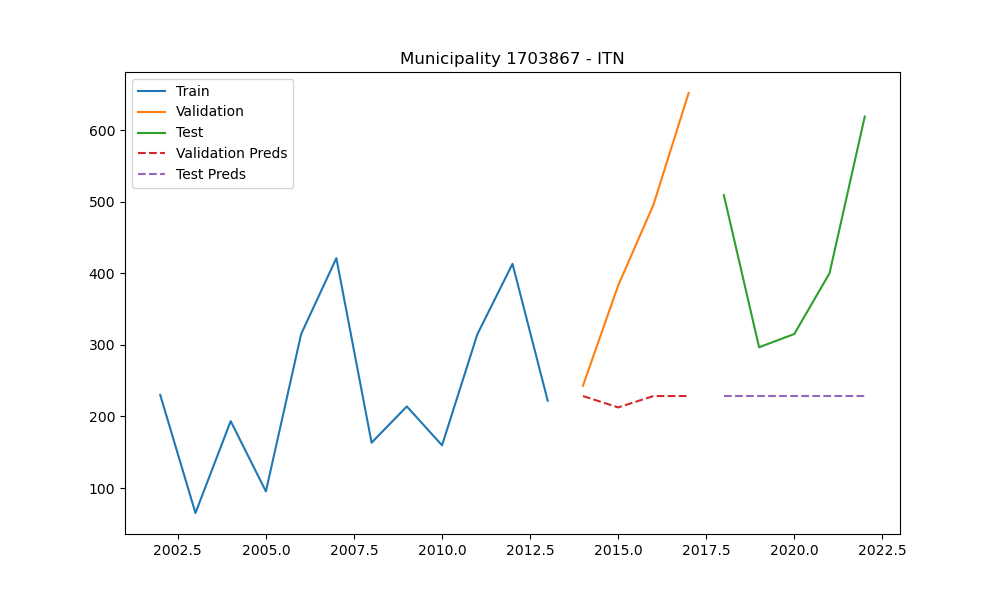 Municipality 1703867 - ITN
Train
Validation
Test
Validation Preds
Test Preds
600
500
400
300
200
100
2002.5 2005.0 2007.5 2010.0 2012.5 2015.0 2017.5 2020.0 2022.5